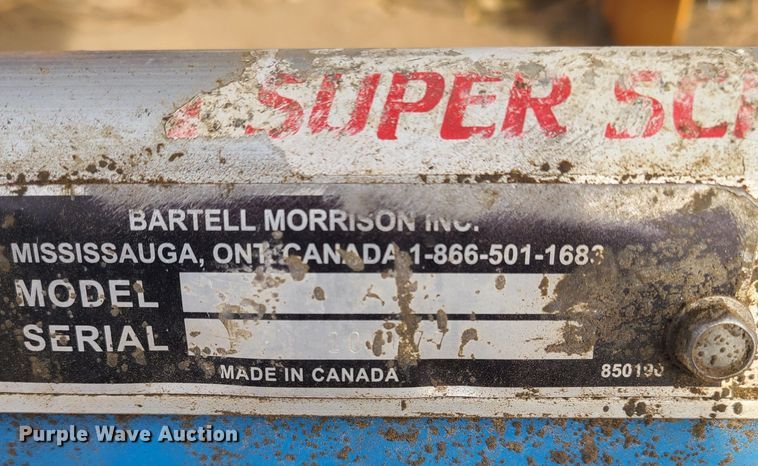 SUPER SC
BARTELL MORRISON INC.
MISSISSAUGA, ONT. CANADA 1-866-501-1683
MODEL
SERIAL
MADE IN CANADA
Purple Wave Auction